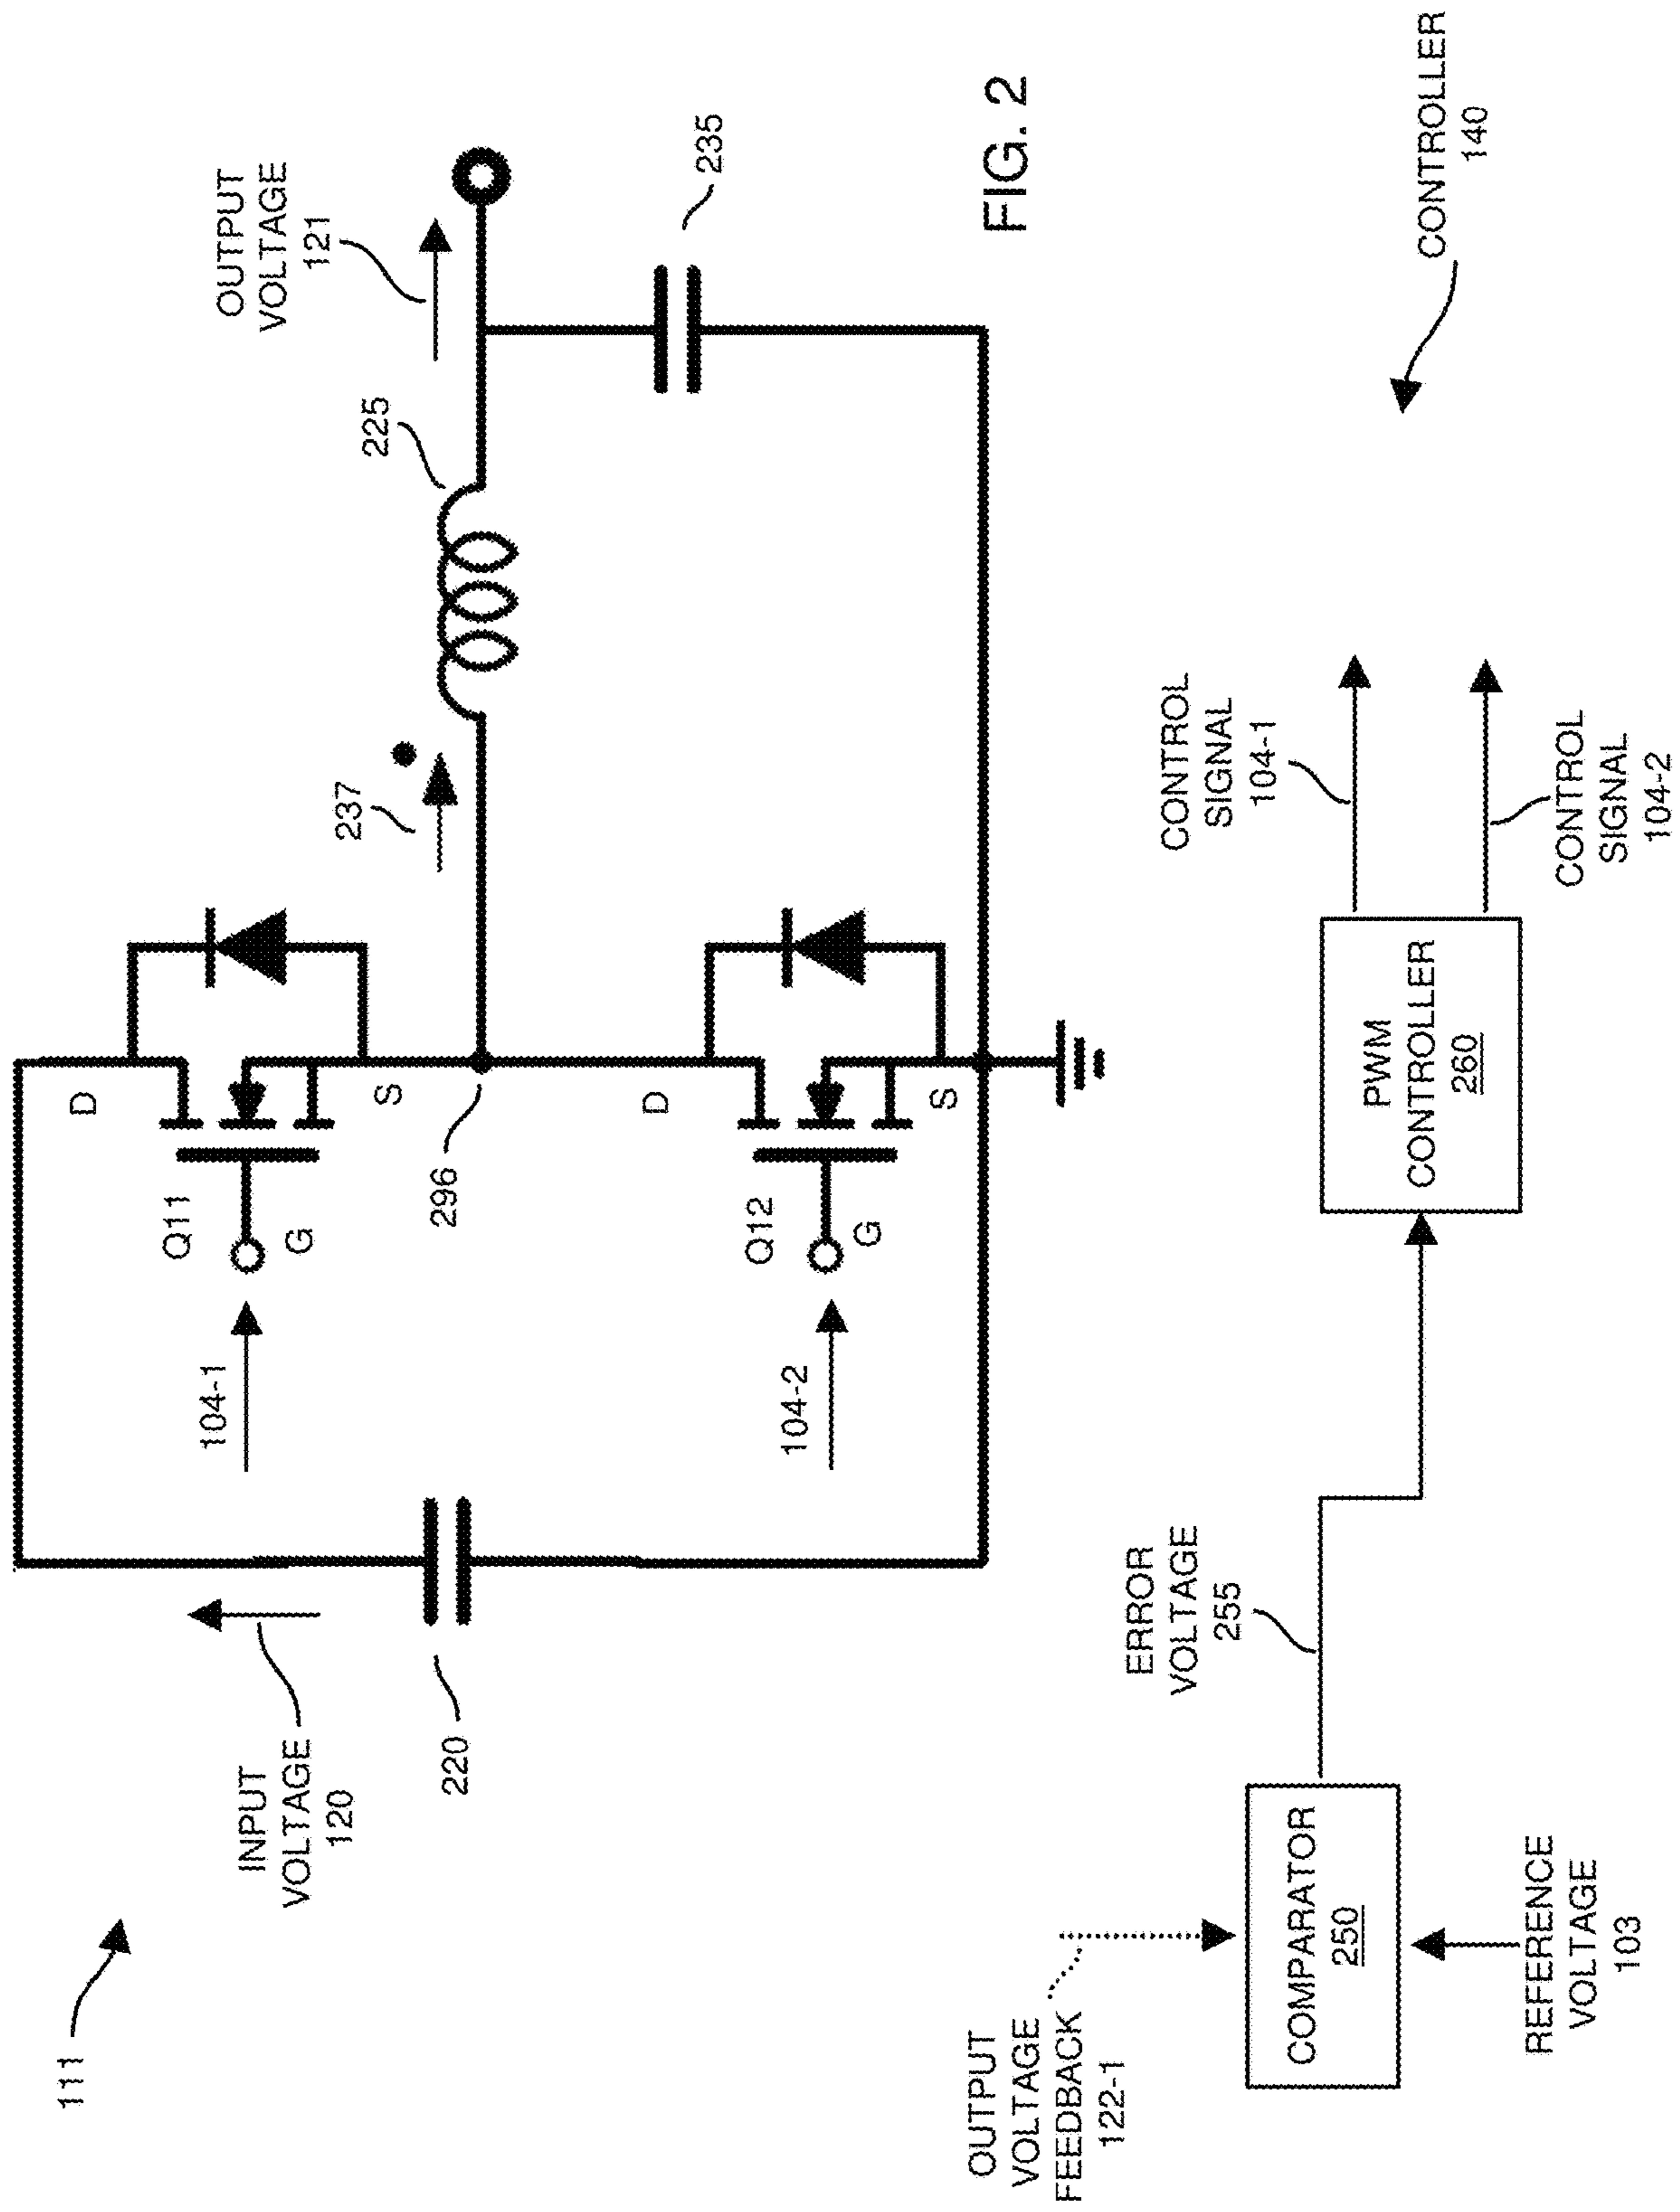 111
INPUT
VOLTAGE
120
220
104-1
Q11
G
D
S
296
104-2
Q12
G
D
S
237
225
OUTPUT
VOLTAGE
121
235
FIG. 2
OUTPUT
VOLTAGE
FEEDBACK
122-1
COMPARATOR
250
REFERENCE
VOLTAGE
103
ERROR
VOLTAGE
255
PWM
CONTROLLER
260
CONTROL
SIGNAL
104-1
CONTROL
SIGNAL
104-2
CONTROLLER
140